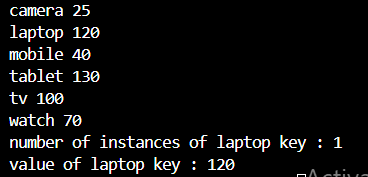 camera 25
laptop 120
mobile 40
tablet 130
tv 100
watch 70
number of instances of laptop key : 1
value of laptop key : 120